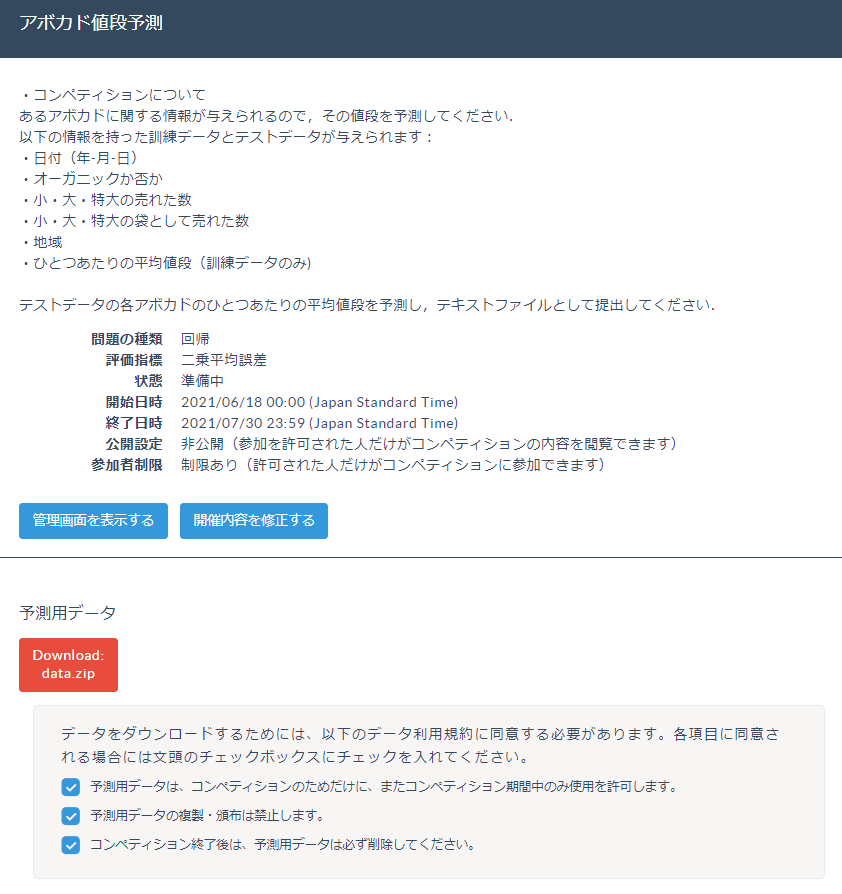 アボカド値段予測
・コンペティションについて
あるアボカドに関する情報が与えられるので，その値段を予測してください．
以下の情報を持った訓練データとテストデータが与えられます：
・日付（年-月-日）
・オーガニックか否か
・小・大・特大の売れた数
・小・大・特大の袋として売れた数
・地域
・ひとつあたりの平均値段（訓練データのみ)
テストデータの各アボカドのひとつあたりの平均値段を予測し，テキストファイルとして提出してください．
問題の種類 回帰
評価指標 二乗平均誤差
状態 準備中
開始日時 2021/06/18 00:00 (Japan Standard Time)
終了日時 2021/07/30 23:59 (Japan Standard Time)
公開設定 非公開（参加を許可された人だけがコンペティションの内容を閲覧できます）
参加者制限 制限あり（許可された人だけがコンペティションに参加できます）
管理画面を表示する 開催内容を修正する
予測用データ
Download:
data.zip
データをダウンロードするためには、以下のデータ利用規約に同意する必要があります。各項目に同意さ
れる場合には文頭のチェックボックスにチェックを入れてください。
予測用データは、コンペティションのためだけに、またコンペティション期間中のみ使用を許可します。
予測用データの複製・頒布は禁止します。
コンペティション終了後は、予測用データは必ず削除してください。